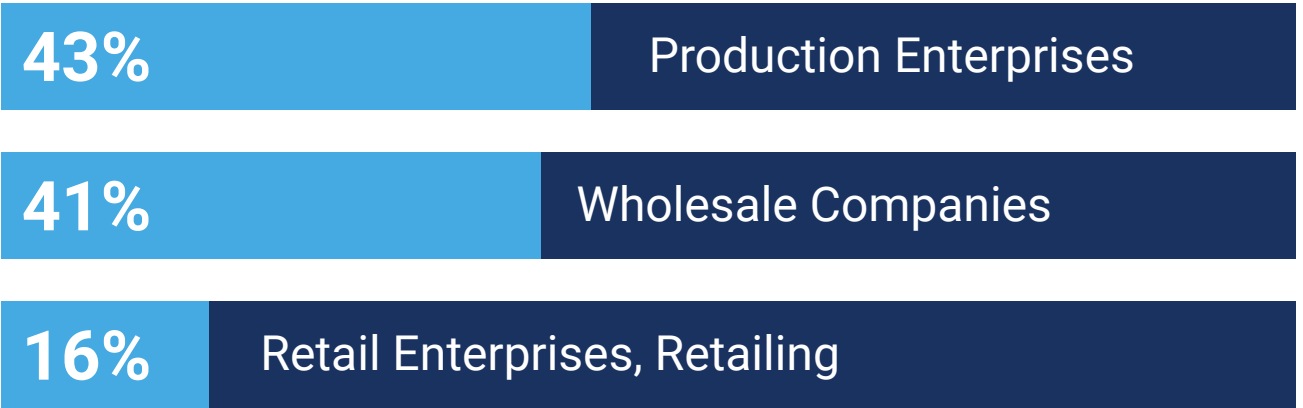 43% Production Enterprises
41% Wholesale Companies
16% Retail Enterprises, Retailing